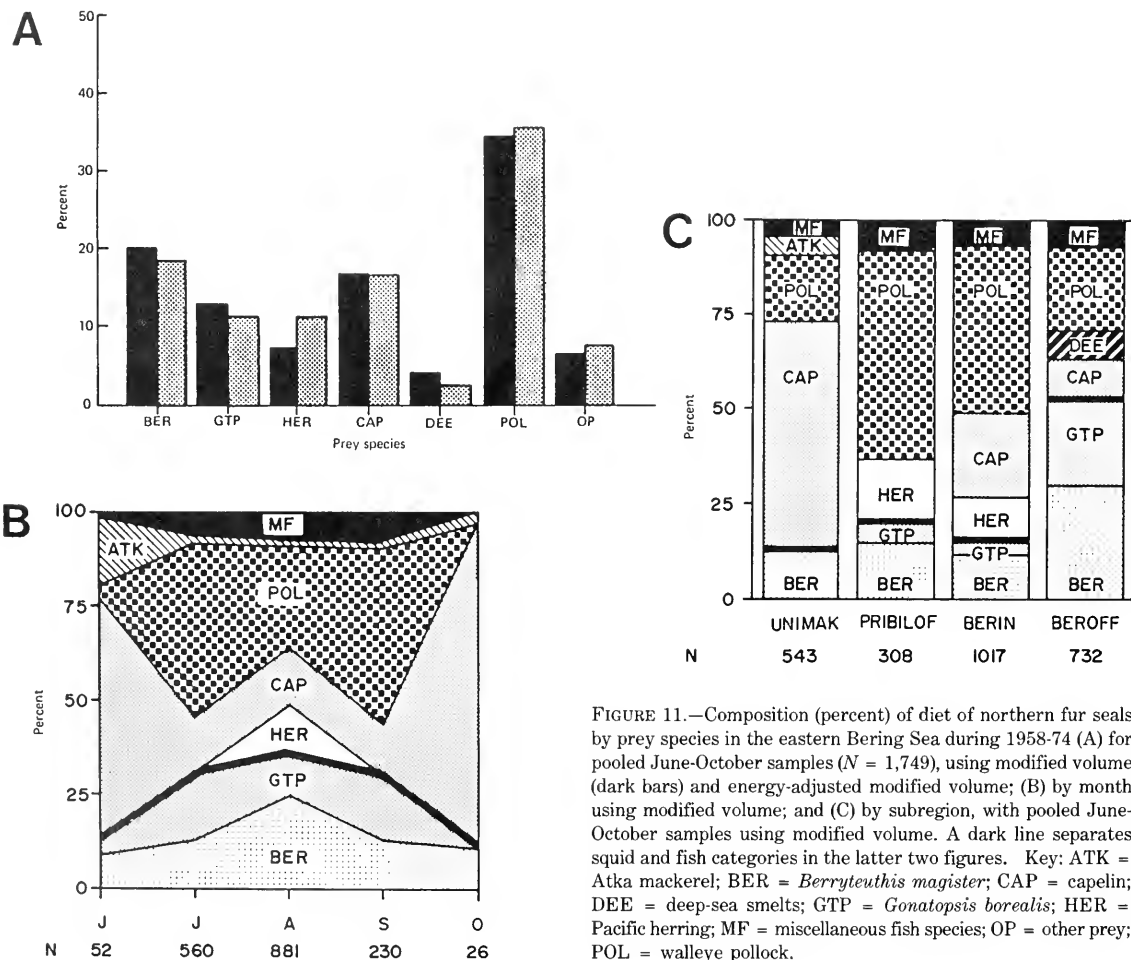 A
50
40
30
20
10
0
Percent
BER GTP HER CAP DEE POL OP
Prey species
B
100
75
50
25
0
Percent
MF
ATK
POL
CAP
HER
GTP
BER
J J A S O
N 52 560 881 230 26
C
100
75
50
25
0
Percent
MF MF MF MF
ATK
POL POL POL POL
DEE
CAP CAP CAP
HER HER
GTP GTP GTP
BER BER BER BER
UNIMAK PRIBILOF BERIN BEROFF
N 543 308 1017 732
FIGURE 11.—Composition (percent) of diet of northern fur seals
by prey species in the eastern Bering Sea during 1958-74 (A) for
pooled June-October samples (N = 1,749), using modified volume
(dark bars) and energy-adjusted modified volume; (B) by month
using modified volume; and (C) by subregion, with pooled June-
October samples using modified volume. A dark line separates
squid and fish categories in the latter two figures. Key: ATK =
Atka mackerel; BER = Berryteuthis magister; CAP = capelin;
DEE = deep-sea smelts; GTP = Gonatopsis borealis; HER =
Pacific herring; MF = miscellaneous fish species; OP = other prey;
POL = walleye pollock.